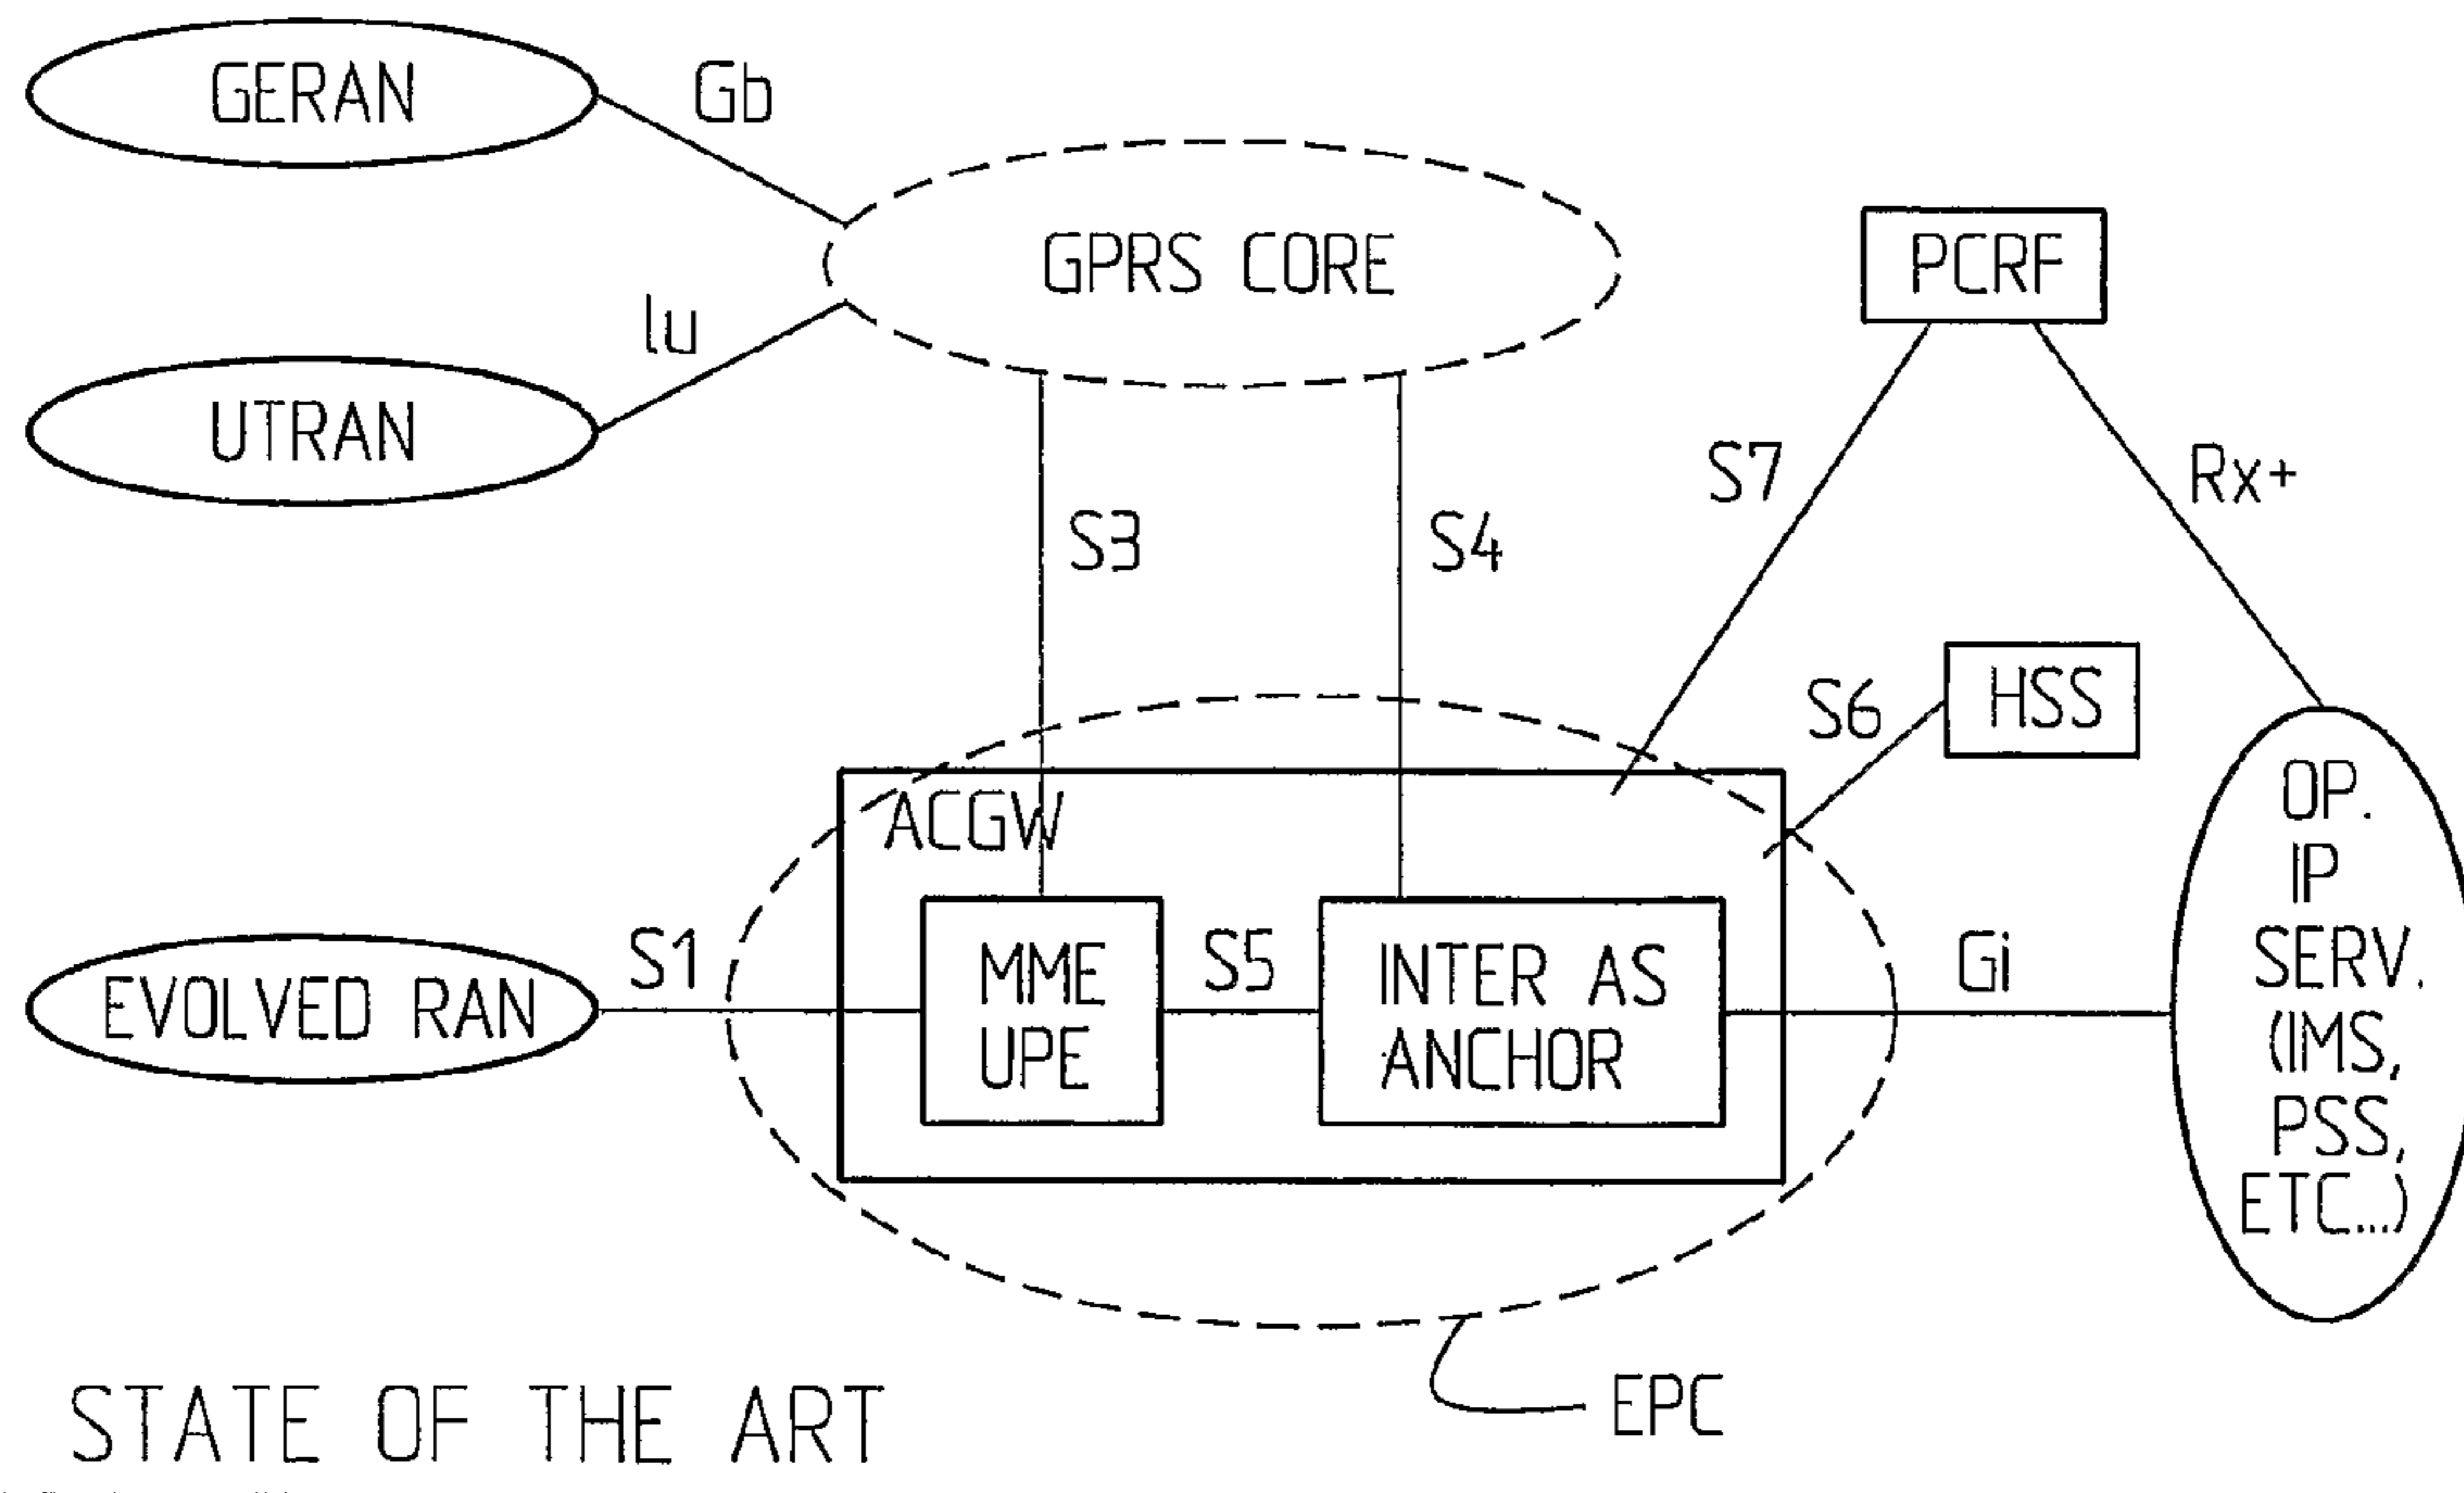 GERAN
Gb
GPRS CORE
PCRF
Iu
UTRAN
S3
S4
S7
Rx+
S6
HSS
ACGW
EVOLVED RAN
S1
MME
UPE
S5
INTER AS
ANCHOR
Gi
OP.
IP
SERV.
(IMS,
PSS,
ETC...)
EPC
STATE OF THE ART